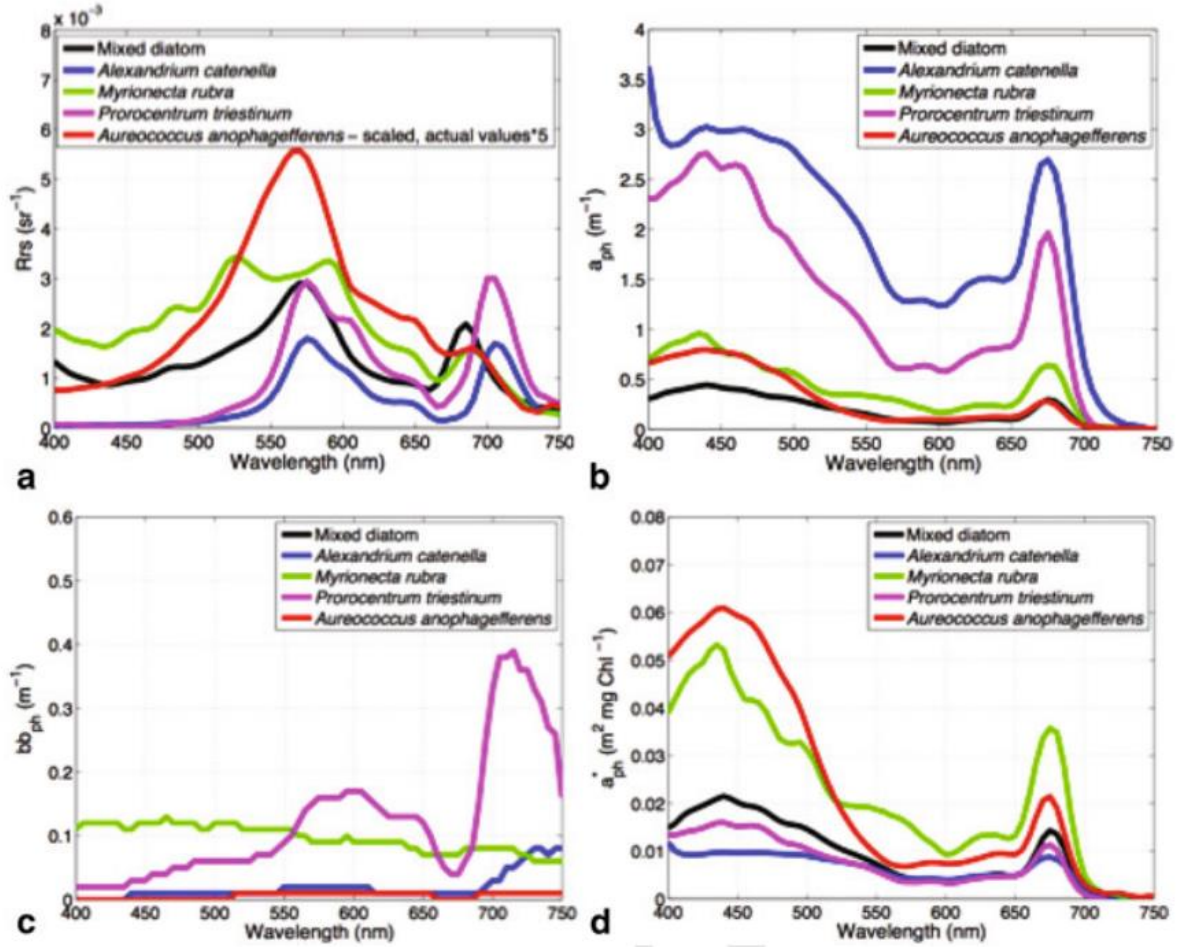 x 10⁻³
8
7
6
5
4
3
2
1
0
Rrs (sr⁻¹)
Mixed diatom
Alexandrium catenella
Myrionecta rubra
Prorocentrum triestinum
Aureococcus anophagefferens – scaled, actual values*5
400 450 500 550 600 650 700 750
Wavelength (nm)
a
4
3.5
3
2.5
2
1.5
1
0.5
0
aₚₕ (m⁻¹)
Mixed diatom
Alexandrium catenella
Myrionecta rubra
Prorocentrum triestinum
Aureococcus anophagefferens
400 450 500 550 600 650 700 750
Wavelength (nm)
b
0.6
0.5
0.4
0.3
0.2
0.1
0
bbₚₕ (m⁻¹)
Mixed diatom
Alexandrium catenella
Myrionecta rubra
Prorocentrum triestinum
Aureococcus anophagefferens
400 450 500 550 600 650 700 750
Wavelength (nm)
c
0.08
0.07
0.06
0.05
0.04
0.03
0.02
0.01
0
a*ₚₕ (m² mg Chl⁻¹)
Mixed diatom
Alexandrium catenella
Myrionecta rubra
Prorocentrum triestinum
Aureococcus anophagefferens
400 450 500 550 600 650 700 750
Wavelength (nm)
d